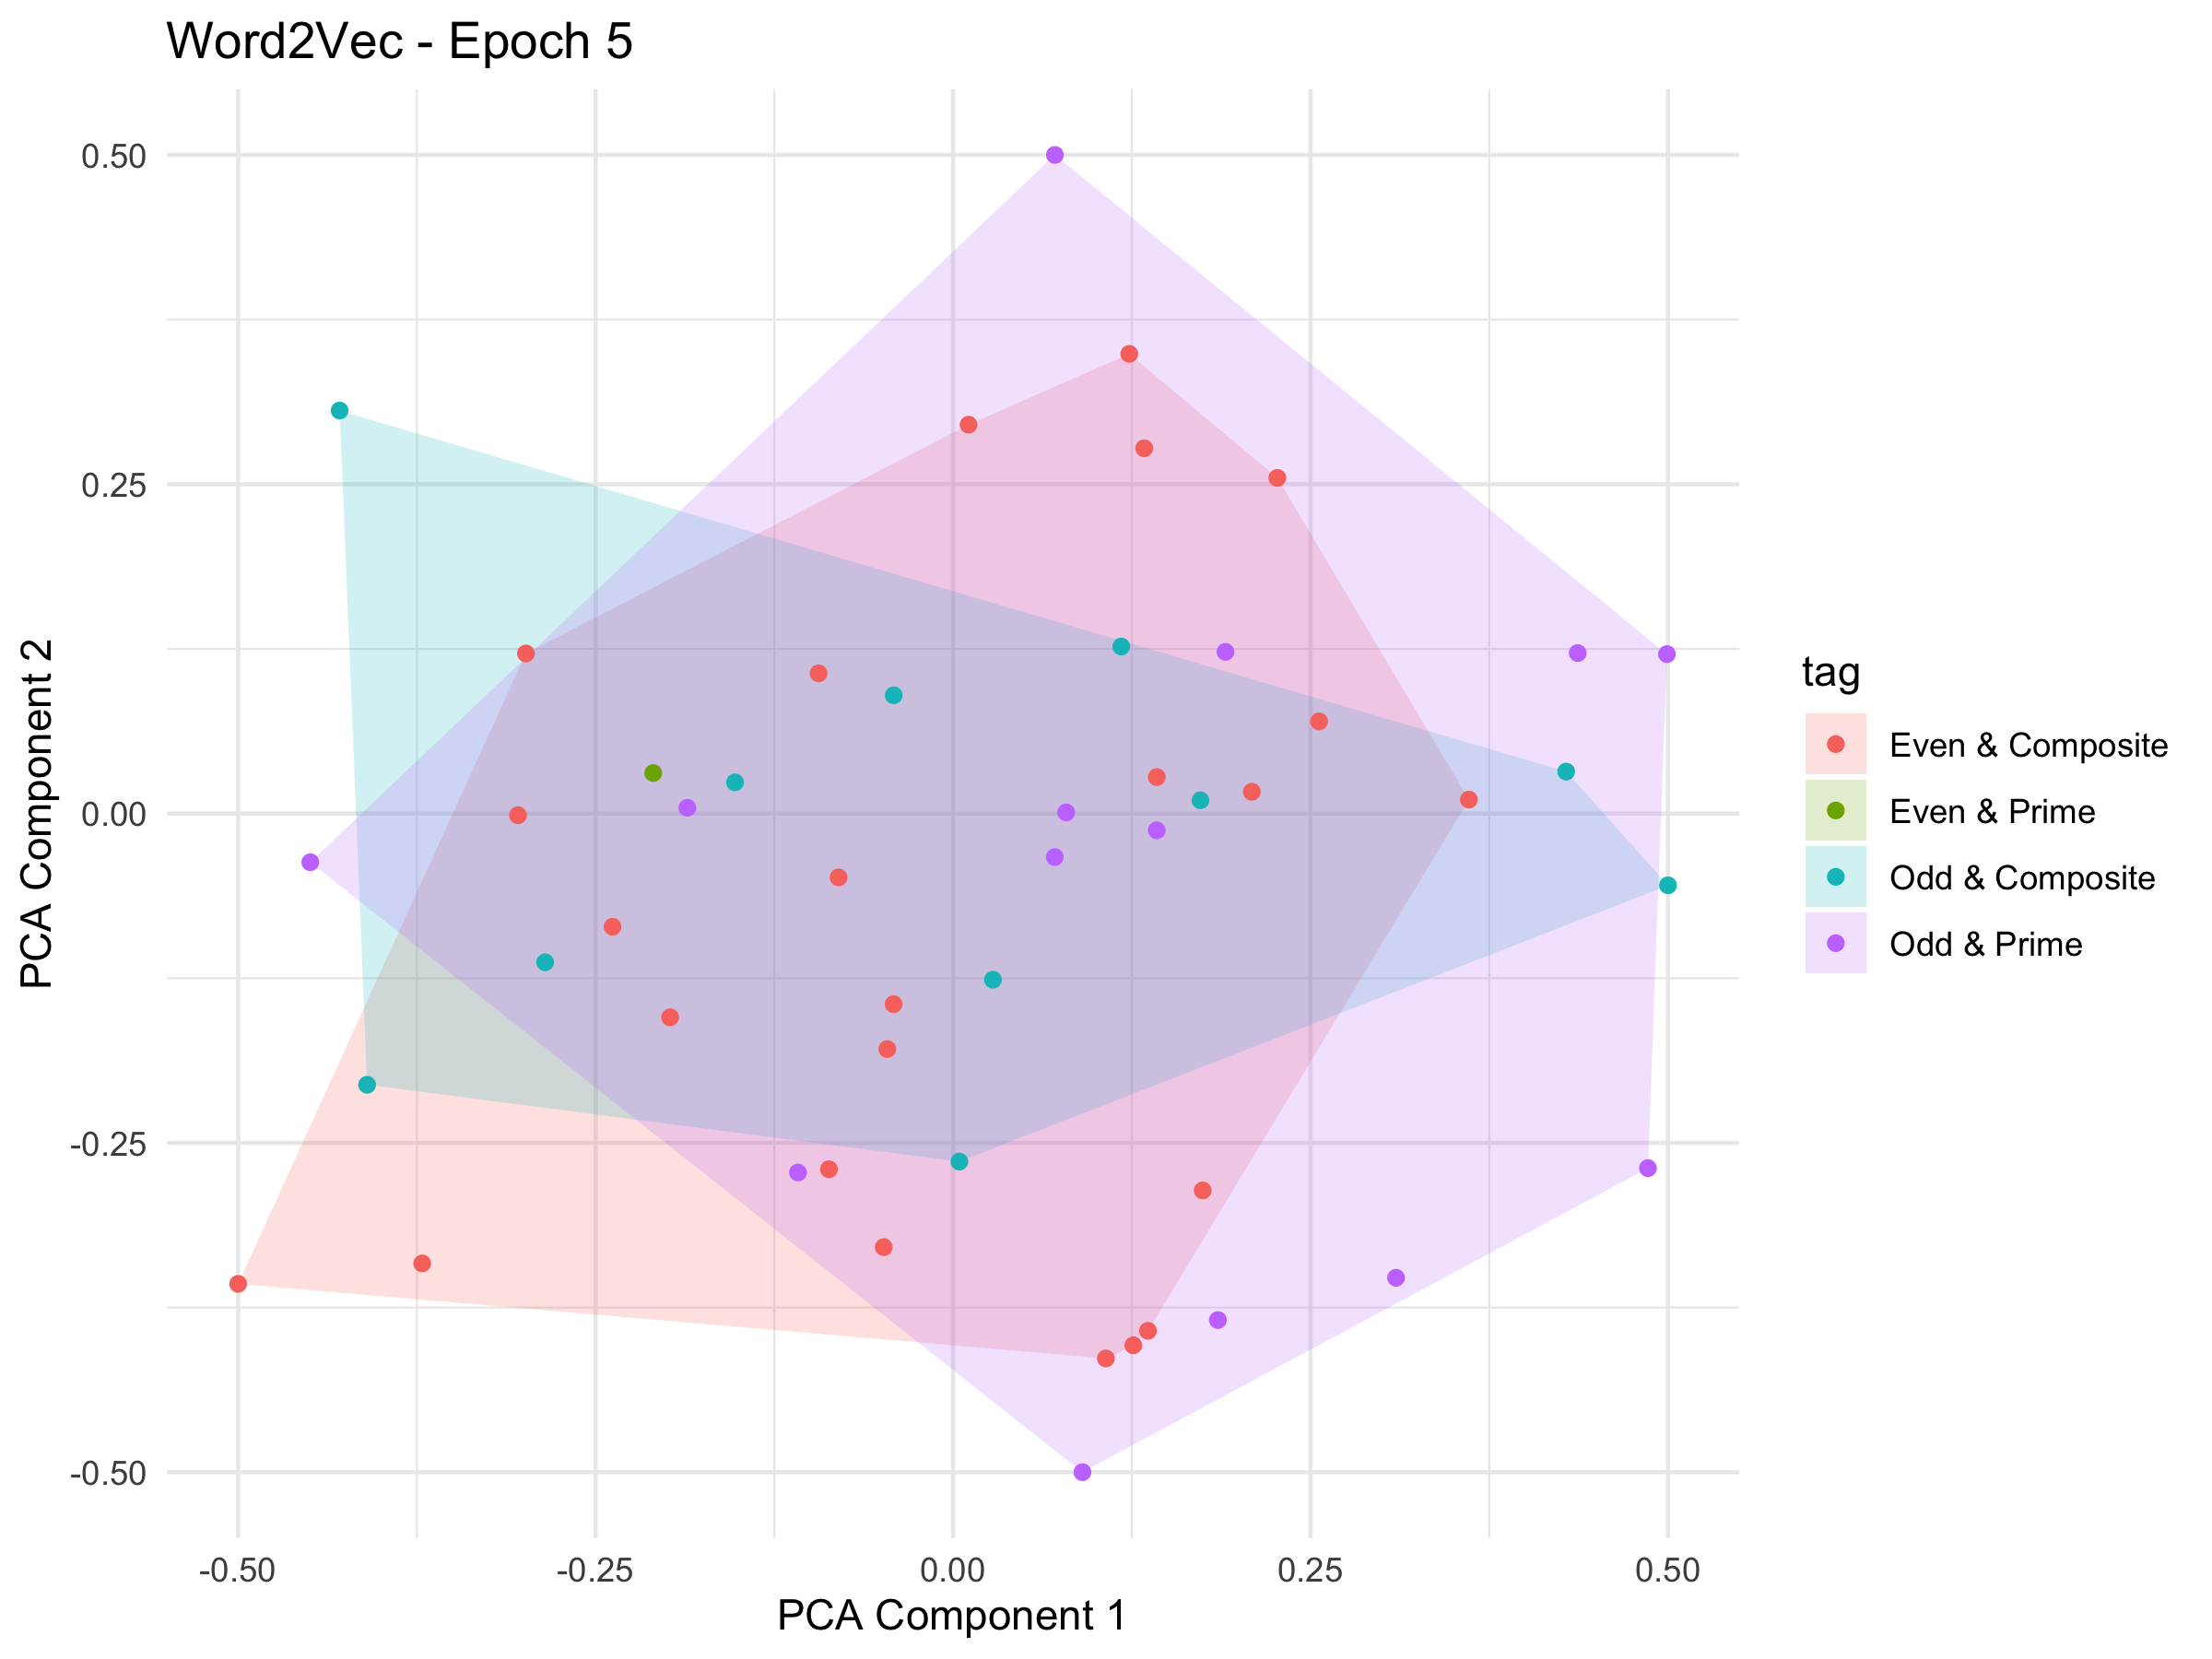 Word2Vec - Epoch 5
0.50
0.25
0.00
-0.25
-0.50
PCA Component 2
-0.50
-0.25
0.00
0.25
0.50
PCA Component 1
tag
Even & Composite
Even & Prime
Odd & Composite
Odd & Prime